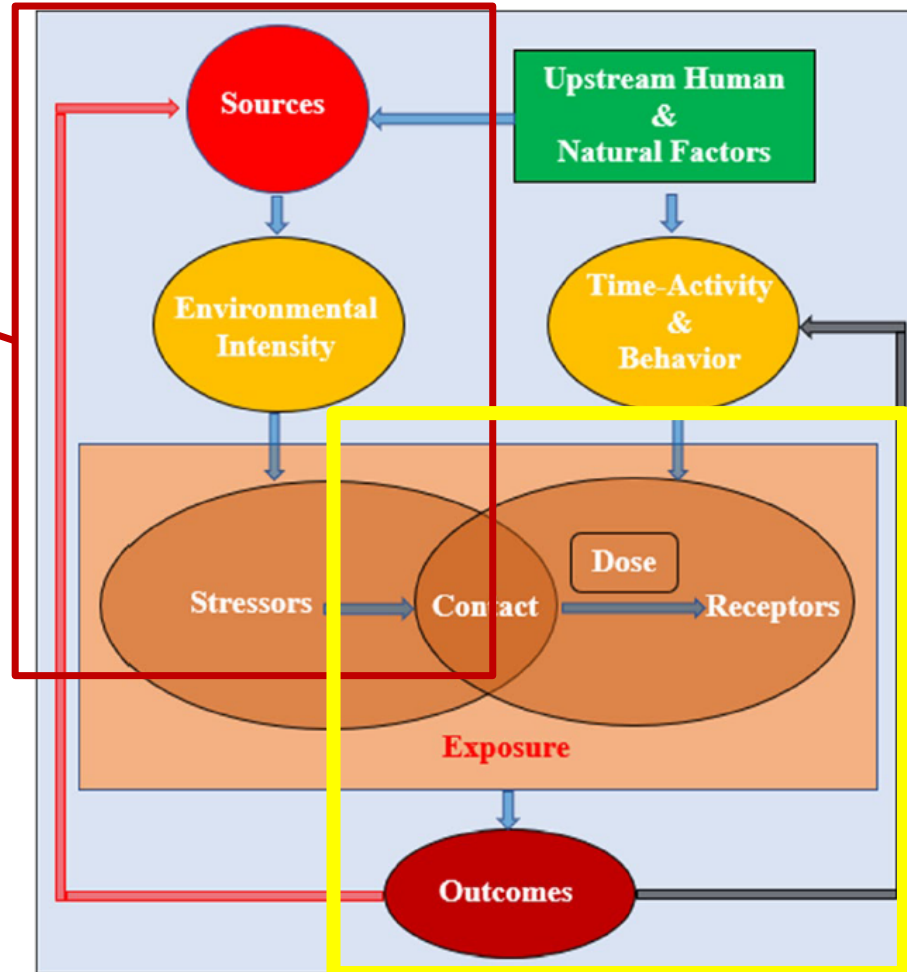 Sources
Upstream Human
&
Natural Factors
Environmental
Intensity
Time-Activity
&
Behavior
Dose
Stressors
Contact
Receptors
Exposure
Outcomes